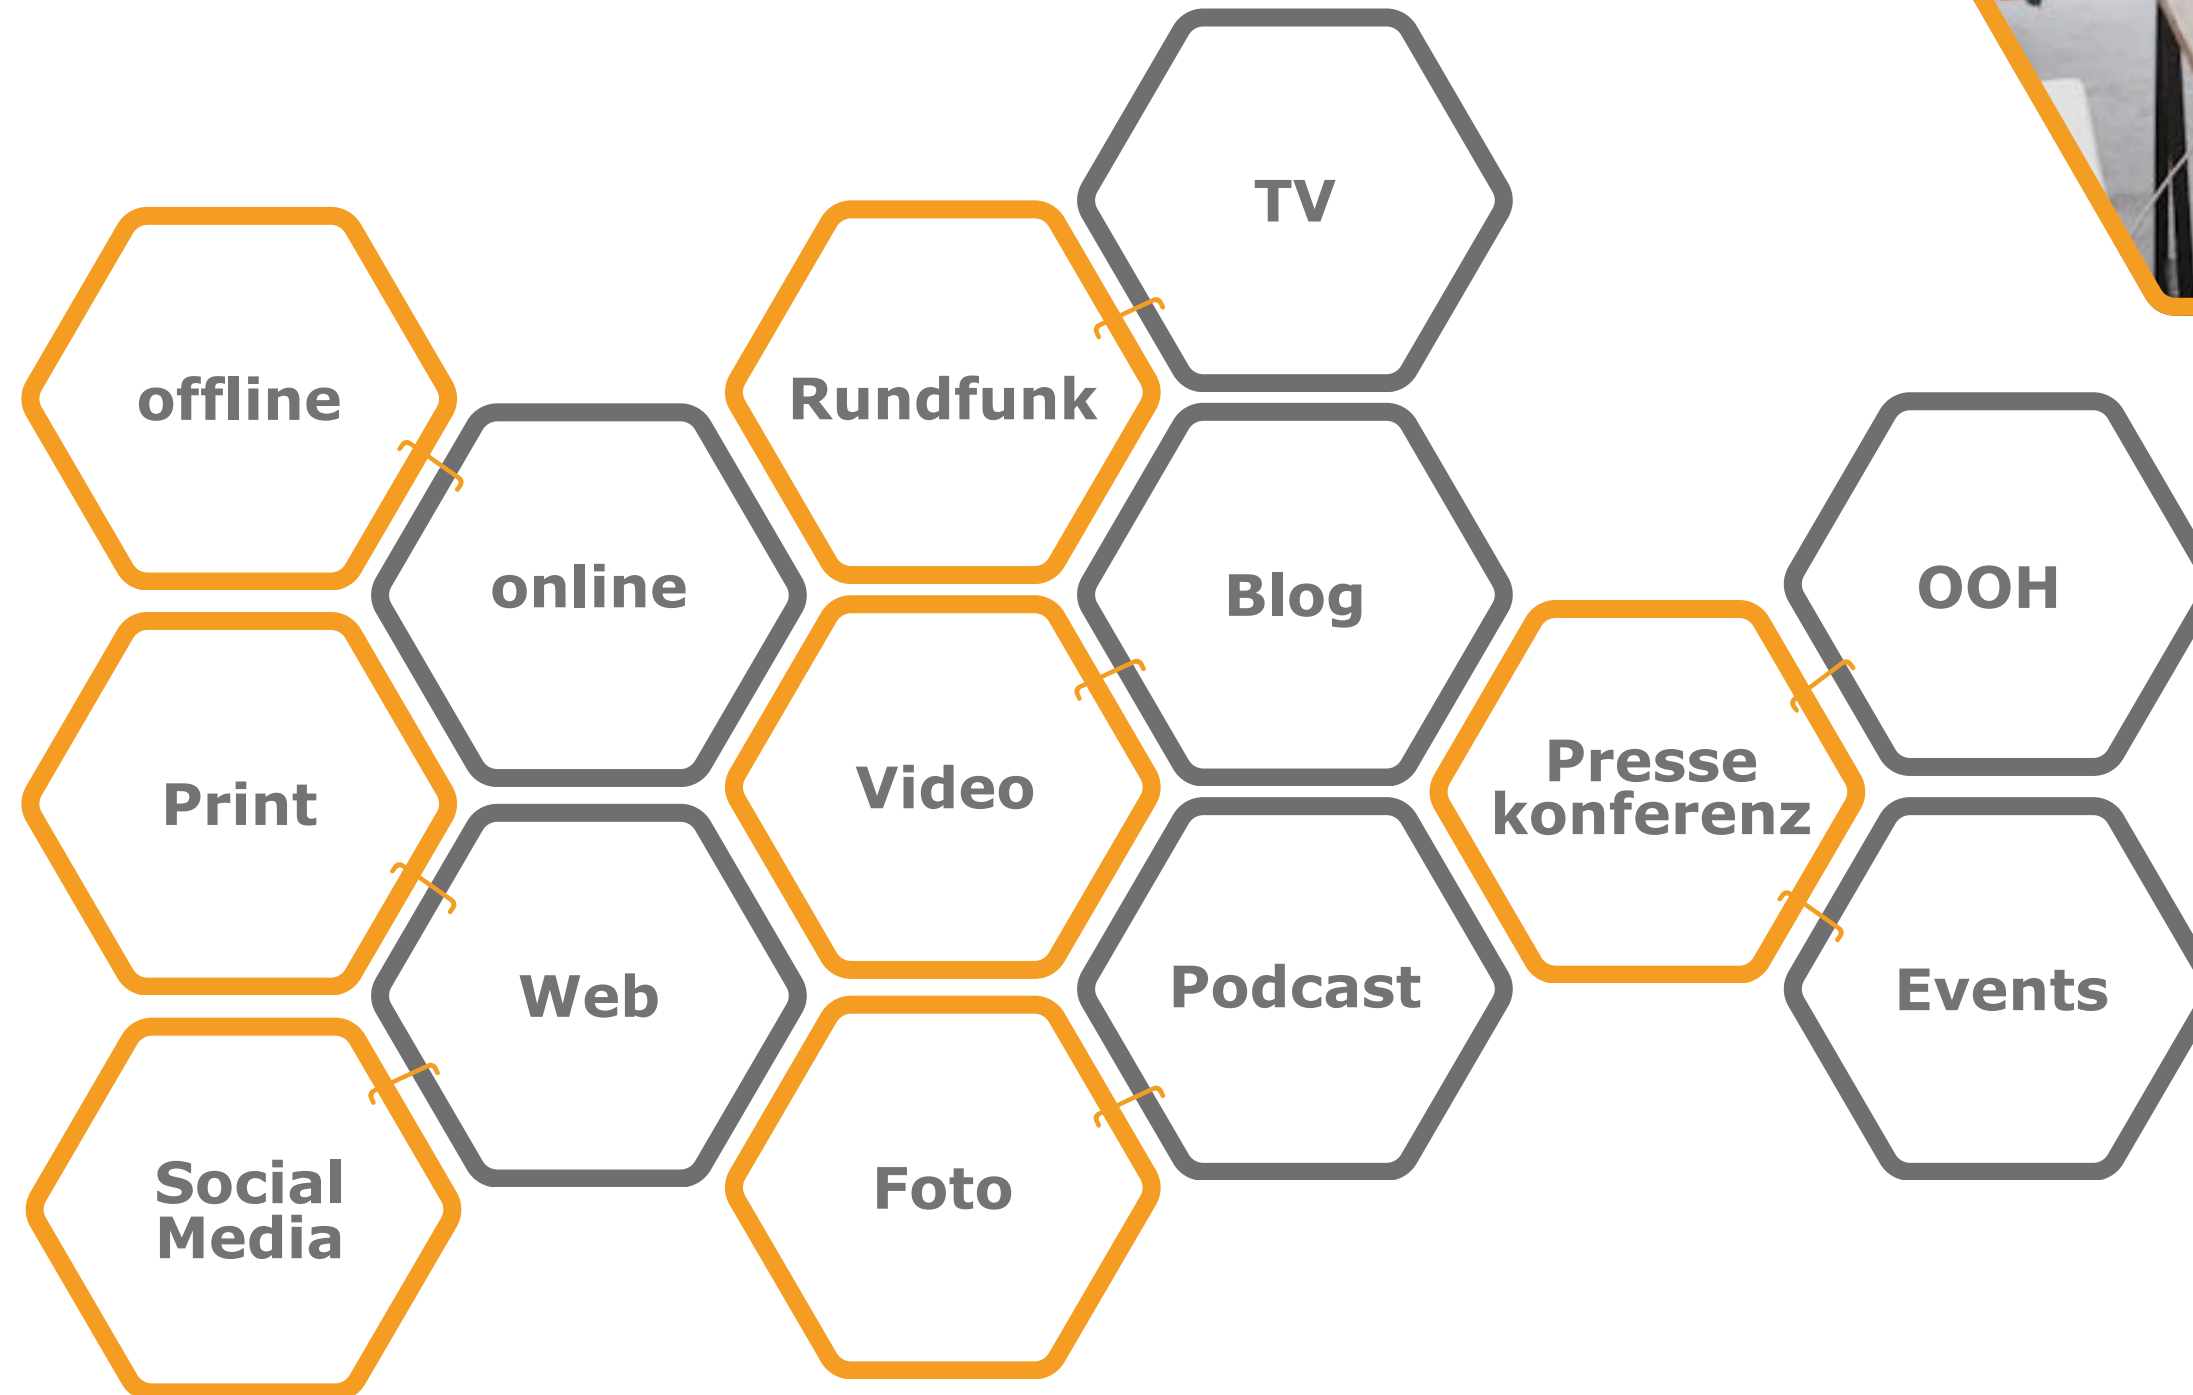 TV
offline
Rundfunk
online
Blog
OOH
Print
Video
Presse
konferenz
Web
Podcast
Events
Social
Media
Foto